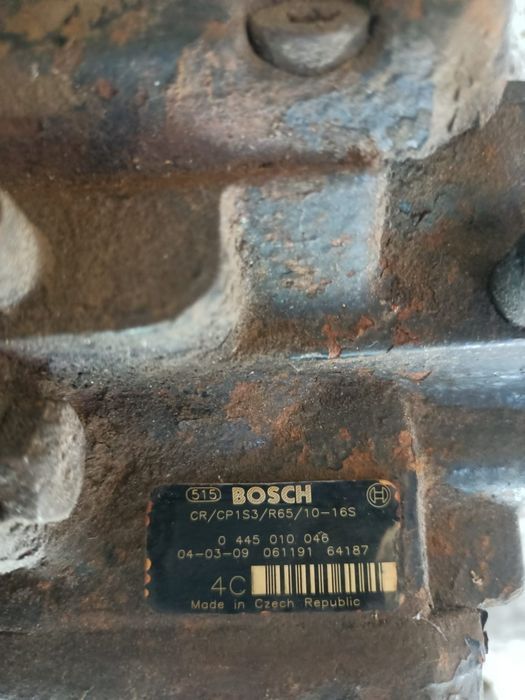 515 BOSCH
CR/CP1S3/R65/10-16S
0 445 010 046
04-03-09 061191 64187
4C
Made in Czech Republic